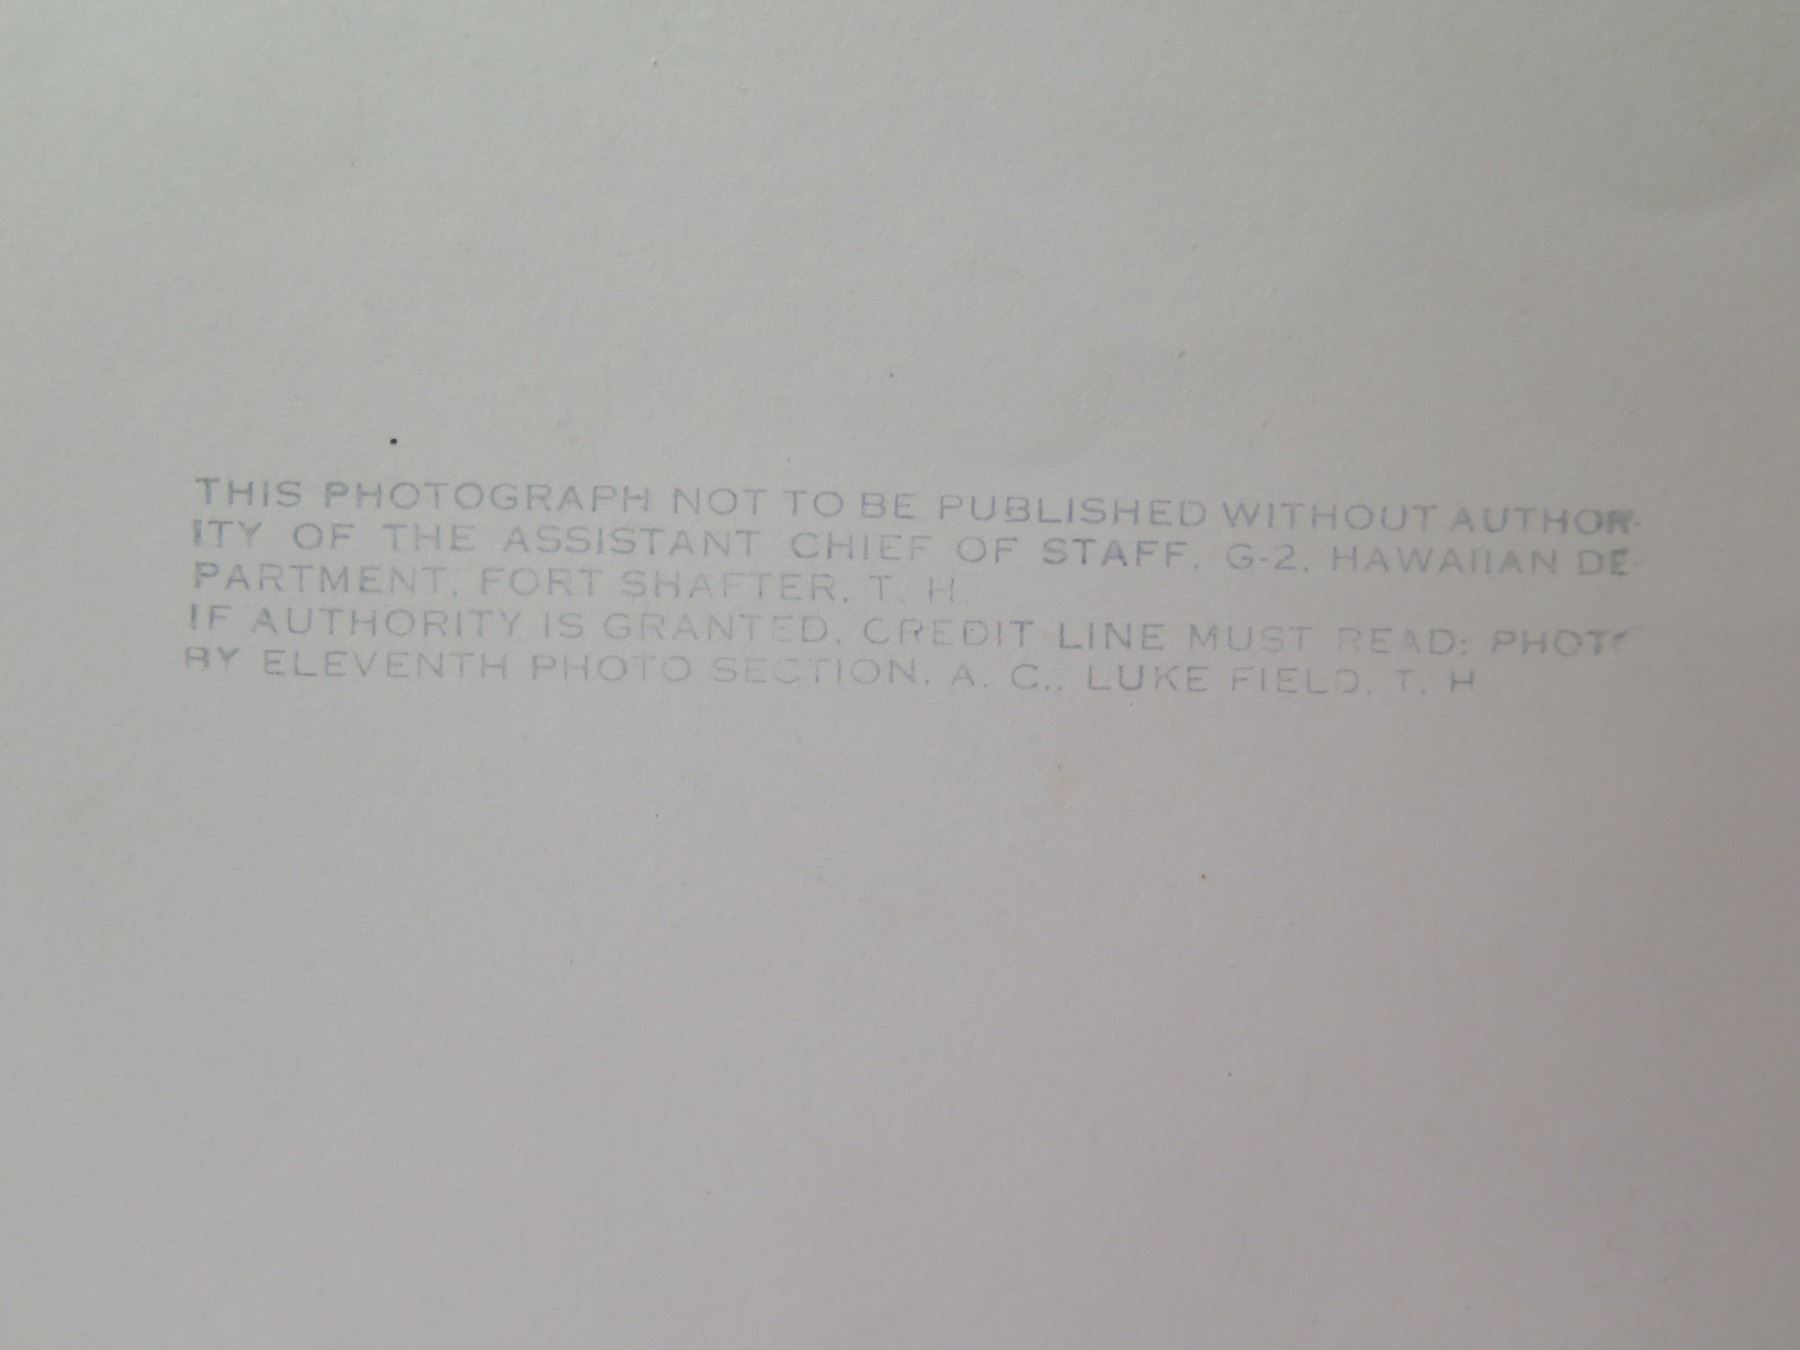 THIS PHOTOGRAPH NOT TO BE PUBLISHED WITHOUT AUTHOR-
ITY OF THE ASSISTANT CHIEF OF STAFF, G-2, HAWAIIAN DE-
PARTMENT, FORT SHAFTER, T. H.
IF AUTHORITY IS GRANTED, CREDIT LINE MUST READ: PHOTO
BY ELEVENTH PHOTO SECTION, A. C., LUKE FIELD, T. H